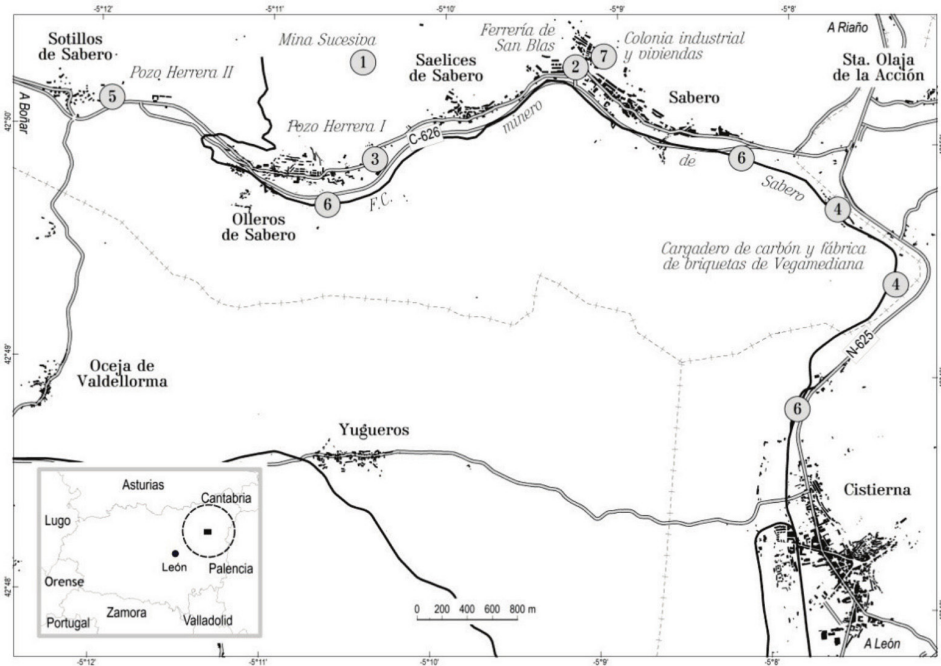 -5°12'
-5°11'
-5°10'
-5°9'
-5°8'
Sotillos
de Sabero
Pozo Herrera II
Mina Sucesiva
1
Saelices
de Sabero
Ferrería de
San Blas
2
7
Colonia industrial
y viviendas
A Riaño
Sta. Olaja
de la Acción
5
A Boñar
42°50'
Pozo Herrera I
3
C-626
minero
Sabero
de
6
Sabero
4
Olleros
de Sabero
6
F.C.
Cargadero de carbón y fábrica
de briquetas de Vegamediana
4
42°49'
N-625
Oceja de
Valdellorma
6
Yugueros
Cistierna
Asturias
Cantabria
Lugo
León
Palencia
Orense
Zamora
Portugal
Valladolid
42°48'
0 200 400 600 800 m
A León
-5°12'
-5°11'
-5°10'
-5°9'
-5°8'